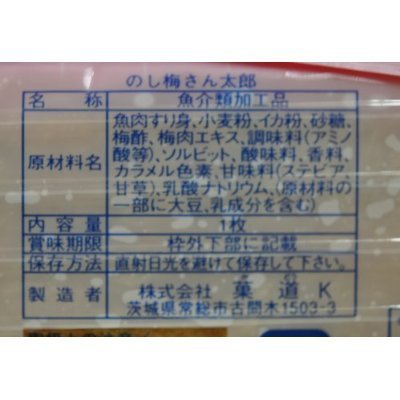 のし梅さん太郎
名称 魚介類加工品
原材料名 魚肉すり身、小麦粉、イカ粉、砂糖、
梅酢、梅肉エキス、調味料(アミノ
酸等)、ソルビット、酸味料、香料、
カラメル色素、甘味料(ステビア、
甘草)、乳酸ナトリウム、(原材料の
一部に大豆、乳成分を含む)
内容量 1枚
賞味期限 枠外下部に記載
保存方法 直射日光を避けて保存して下さい。
製造者 株式会社 菓道 K
茨城県常総市古間木1503-3